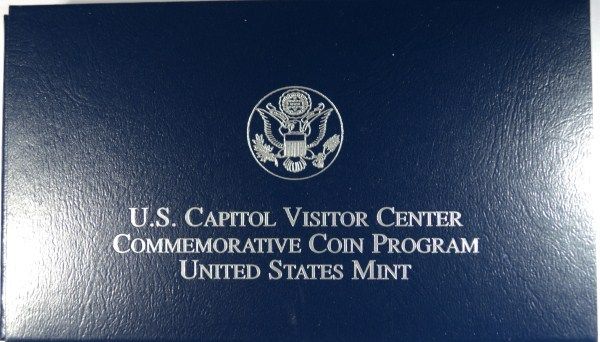 U.S. CAPITOL VISITOR CENTER
COMMEMORATIVE COIN PROGRAM
UNITED STATES MINT